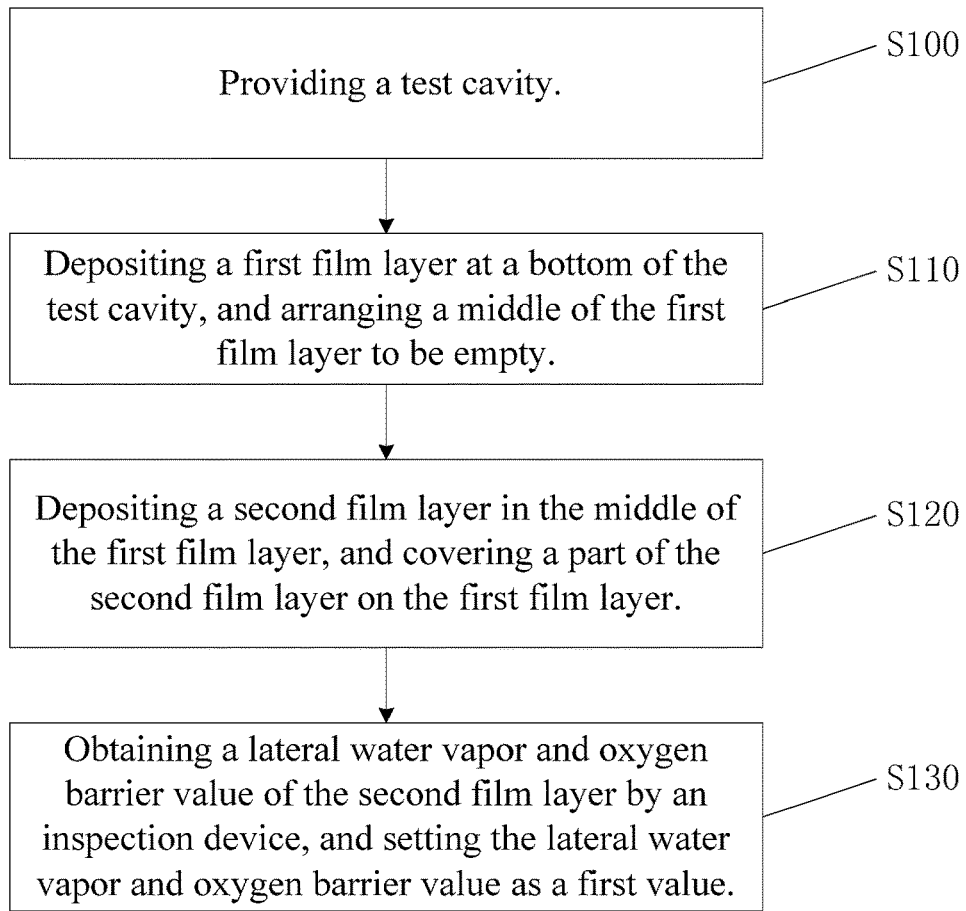 Providing a test cavity.
S100
Depositing a first film layer at a bottom of the
test cavity, and arranging a middle of the first
film layer to be empty.
S110
Depositing a second film layer in the middle of
the first film layer, and covering a part of the
second film layer on the first film layer.
S120
Obtaining a lateral water vapor and oxygen
barrier value of the second film layer by an
inspection device, and setting the lateral water
vapor and oxygen barrier value as a first value.
S130